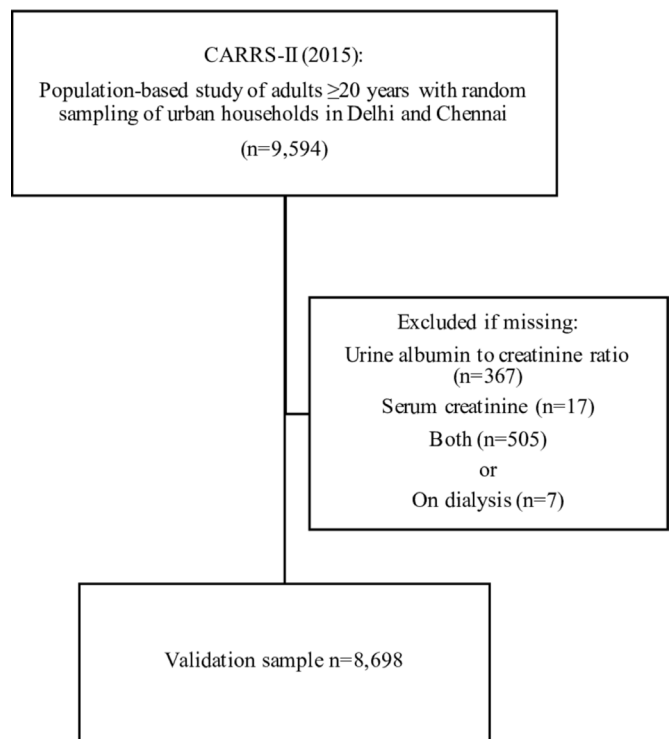 CARRS-II (2015):
Population-based study of adults ≥20 years with random
sampling of urban households in Delhi and Chennai
(n=9,594)
Excluded if missing:
Urine albumin to creatinine ratio
(n=367)
Serum creatinine (n=17)
Both (n=505)
or
On dialysis (n=7)
Validation sample n=8,698